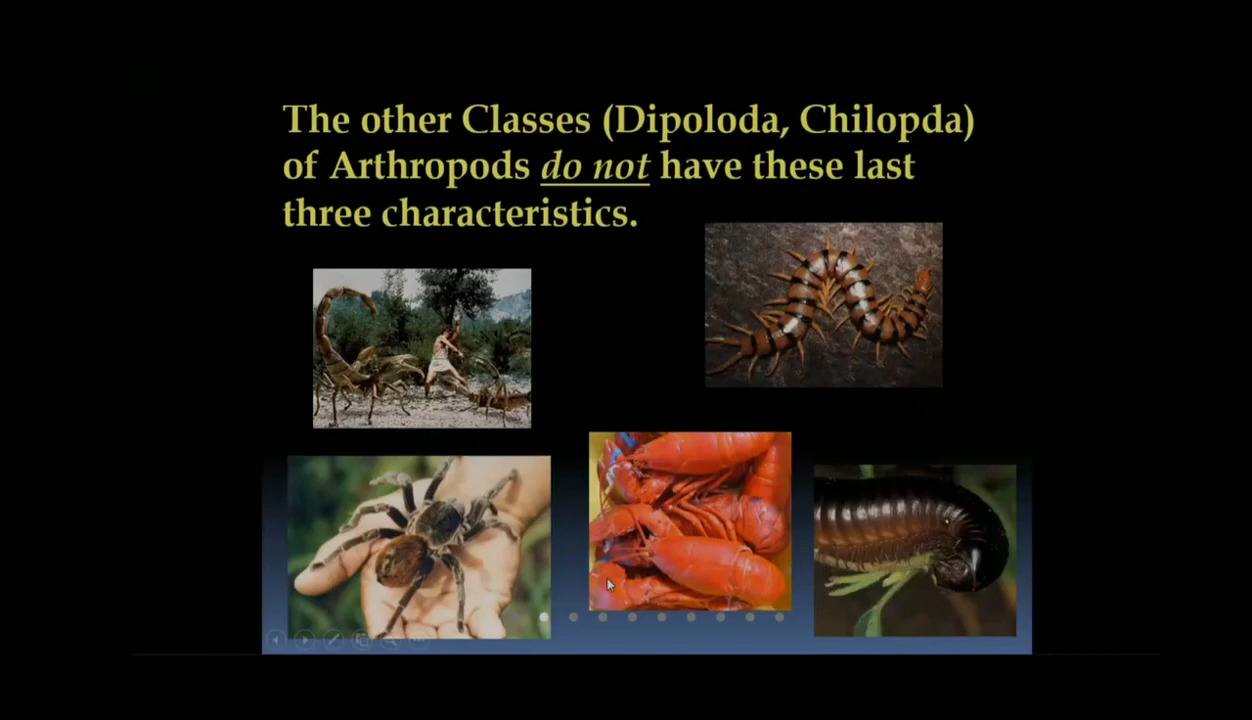 The other Classes (Dipoloda, Chilopda)
of Arthropods do not have these last
three characteristics.